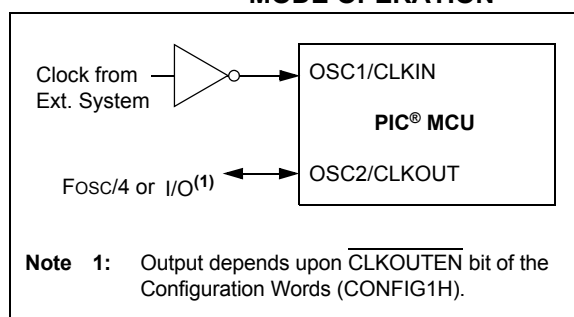 MODE OPERATION
Clock from
Ext. System
OSC1/CLKIN
PIC® MCU
FOSC/4 or I/O(1)
OSC2/CLKOUT
Note 1: Output depends upon CLKOUTEN bit of the
Configuration Words (CONFIG1H).